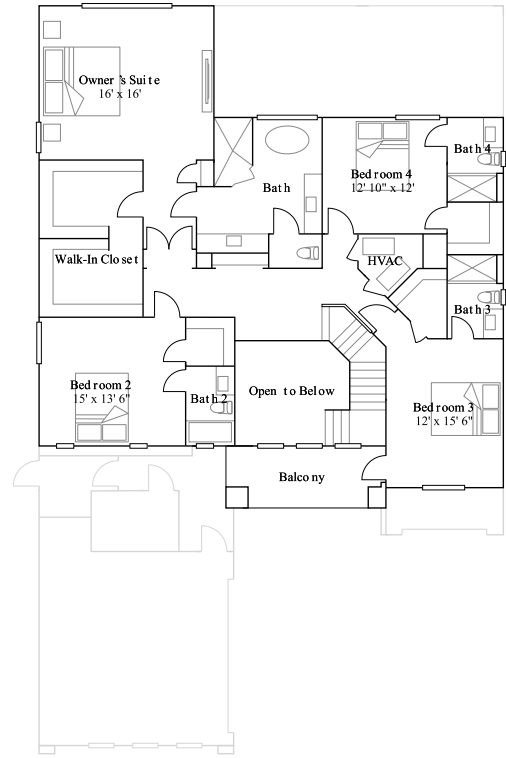 Owner's Suite
16' x 16'
Bath
Bedroom 4
12' 10" x 12'
Bath 4
Walk-In Closet
HVAC
Bath 3
Bedroom 2
15' x 13' 6"
Bath 2
Open to Below
Bedroom 3
12' x 15' 6"
Balcony